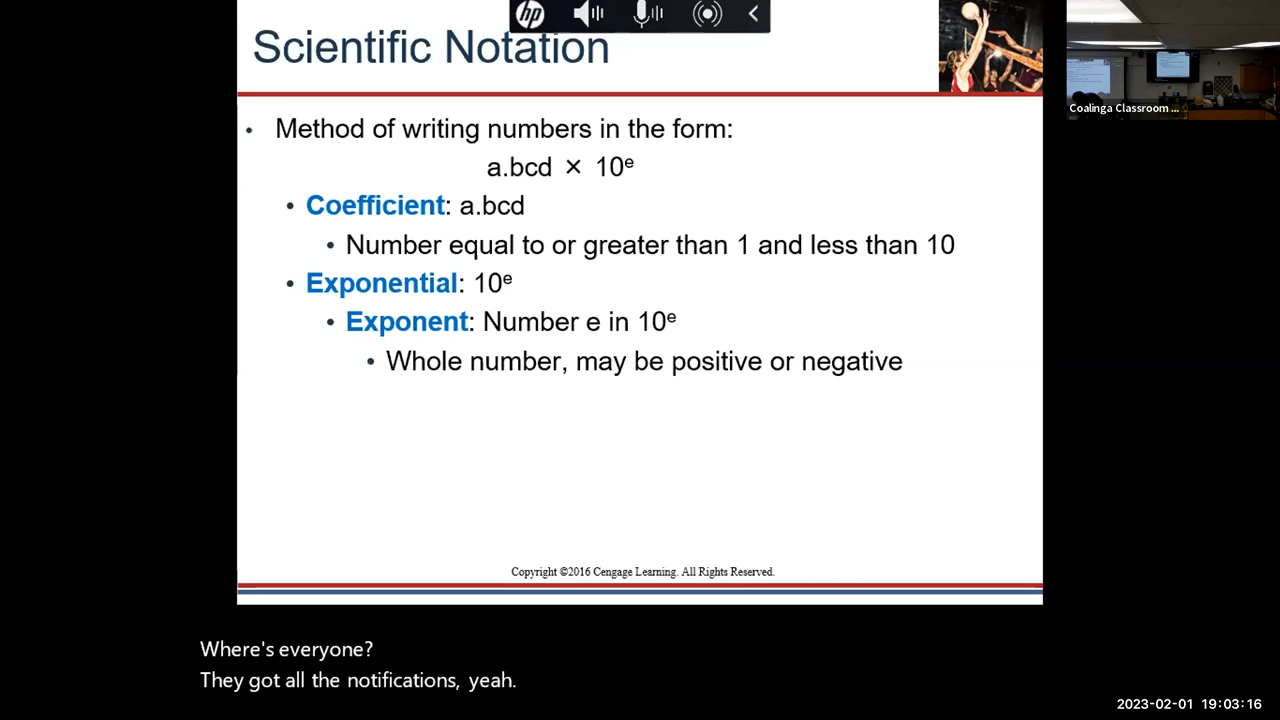 hp
Scientific Notation
Coalinga Classroom ...
• Method of writing numbers in the form:
a.bcd × 10ᵉ
• Coefficient: a.bcd
• Number equal to or greater than 1 and less than 10
• Exponential: 10ᵉ
• Exponent: Number e in 10ᵉ
• Whole number, may be positive or negative
Copyright ©2016 Cengage Learning. All Rights Reserved.
Where's everyone?
They got all the notifications, yeah.
2023-02-01 19:03:16